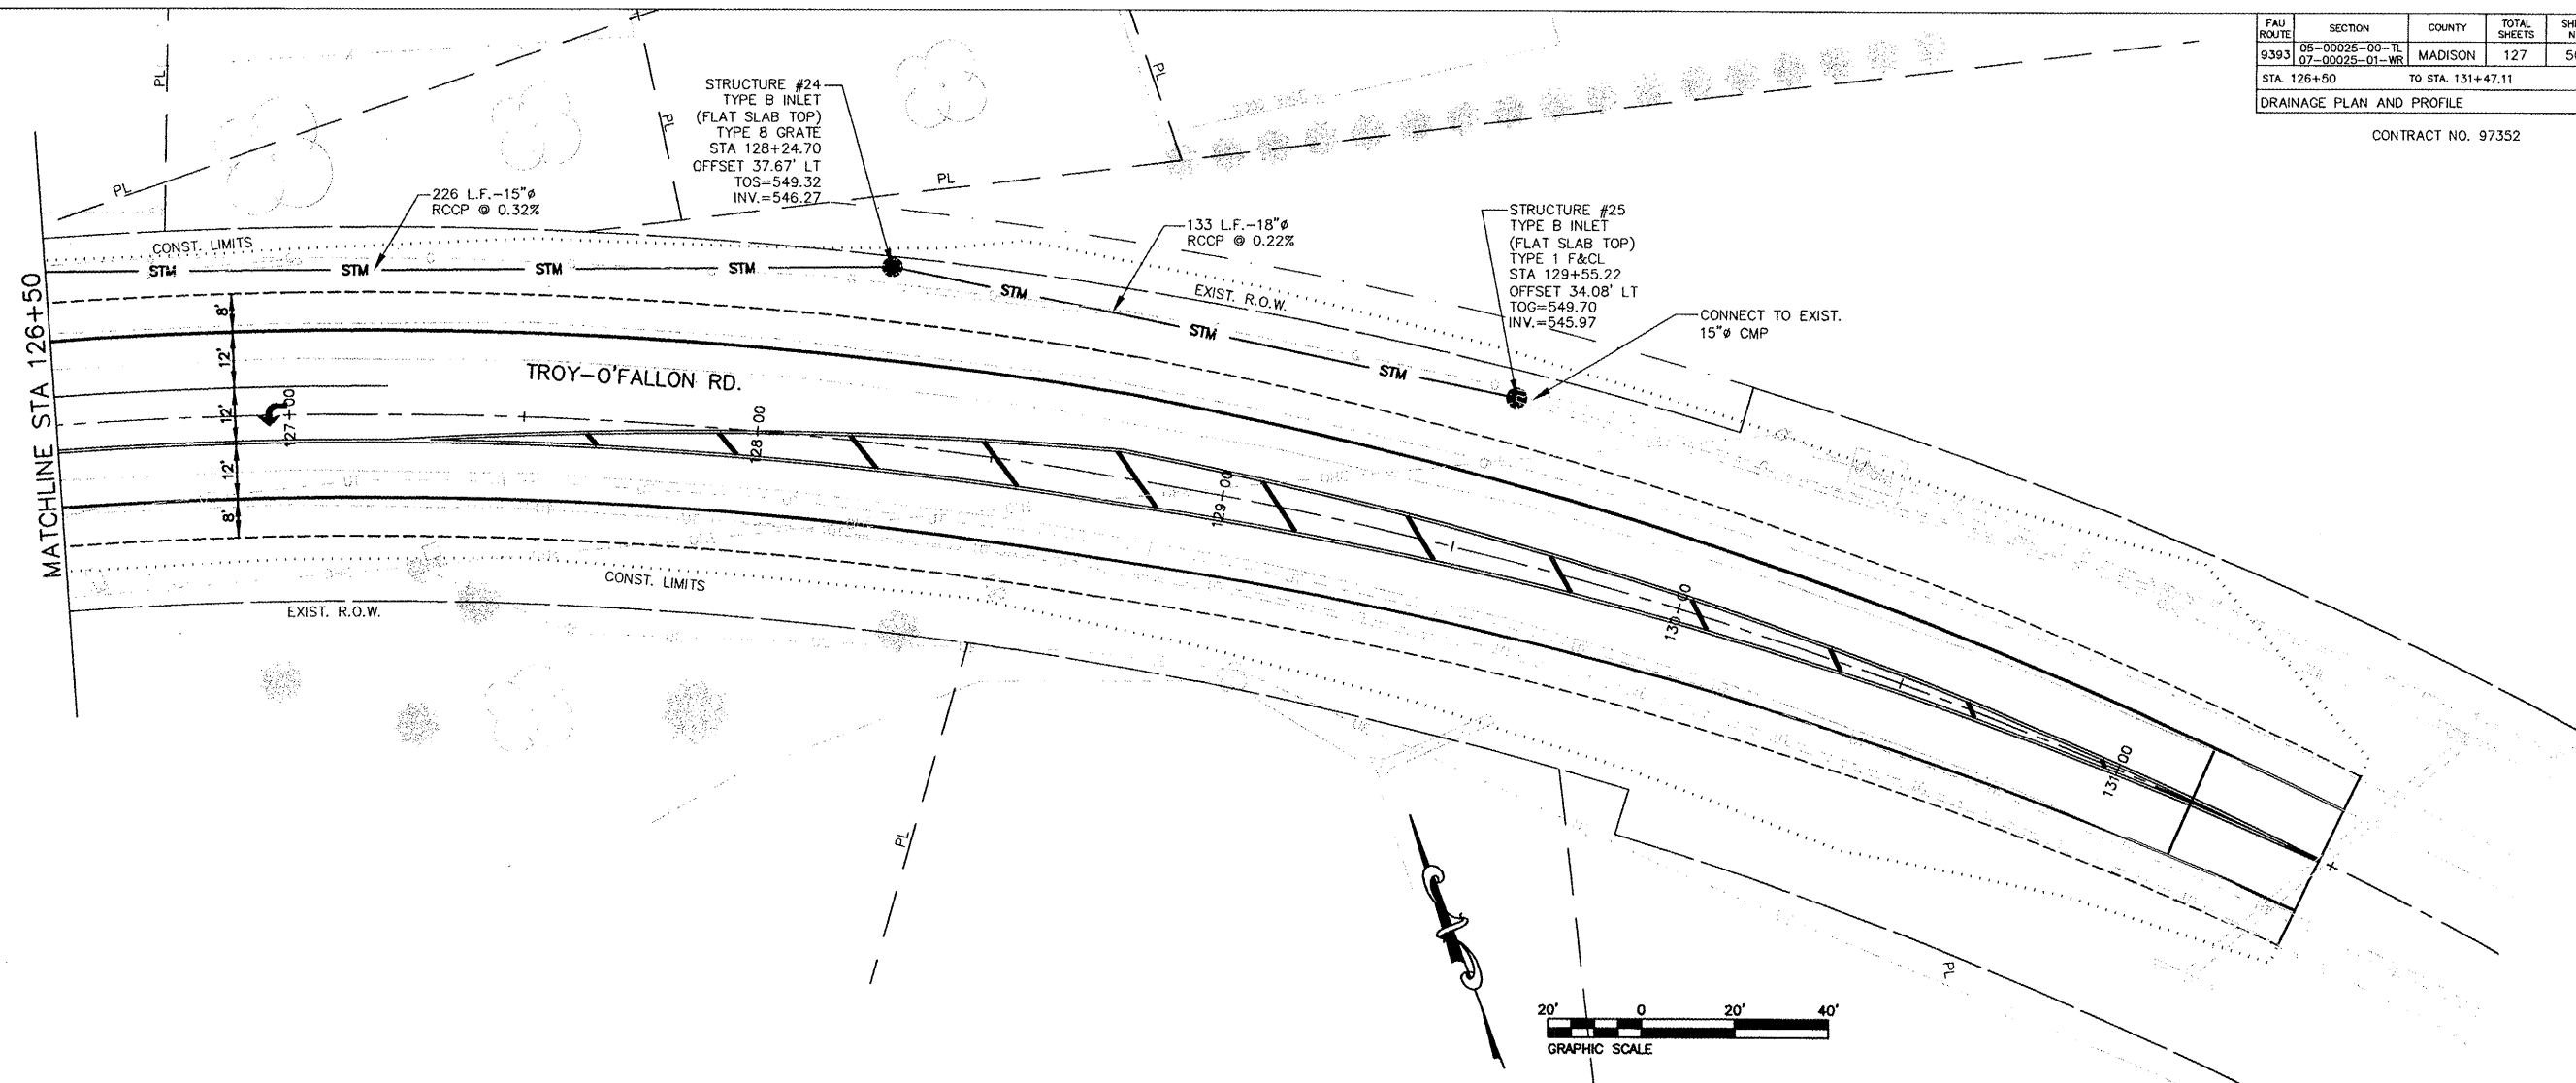 FAU ROUTE
SECTION
COUNTY
TOTAL SHEETS
9393
05-00025-00-TL
07-00025-01-WR
MADISON
127
STA. 126+50 TO STA. 131+47.11
DRAINAGE PLAN AND PROFILE
CONTRACT NO. 97352
STRUCTURE #24
TYPE B INLET
(FLAT SLAB TOP)
TYPE 8 GRATE
STA 128+24.70
OFFSET 37.67' LT
TOS=549.32
INV.=546.27
226 L.F.-15"ø
RCCP @ 0.32%
133 L.F.-18"ø
RCCP @ 0.22%
STRUCTURE #25
TYPE B INLET
(FLAT SLAB TOP)
TYPE 1 F&CL
STA 129+55.22
OFFSET 34.08' LT
TOG=549.70
INV.=545.97
CONNECT TO EXIST.
15"ø CMP
PL
PL
PL
PL
PL
CONST. LIMITS
STM
STM
STM
STM
STM
STM
STM
EXIST. R.O.W.
MATCHLINE STA 126+50
8'
12'
12'
12'
8'
TROY-O'FALLON RD.
127+00
128+00
129+00
130+00
131+00
CONST. LIMITS
EXIST. R.O.W.
PL
PL
20' 0 20' 40'
GRAPHIC SCALE